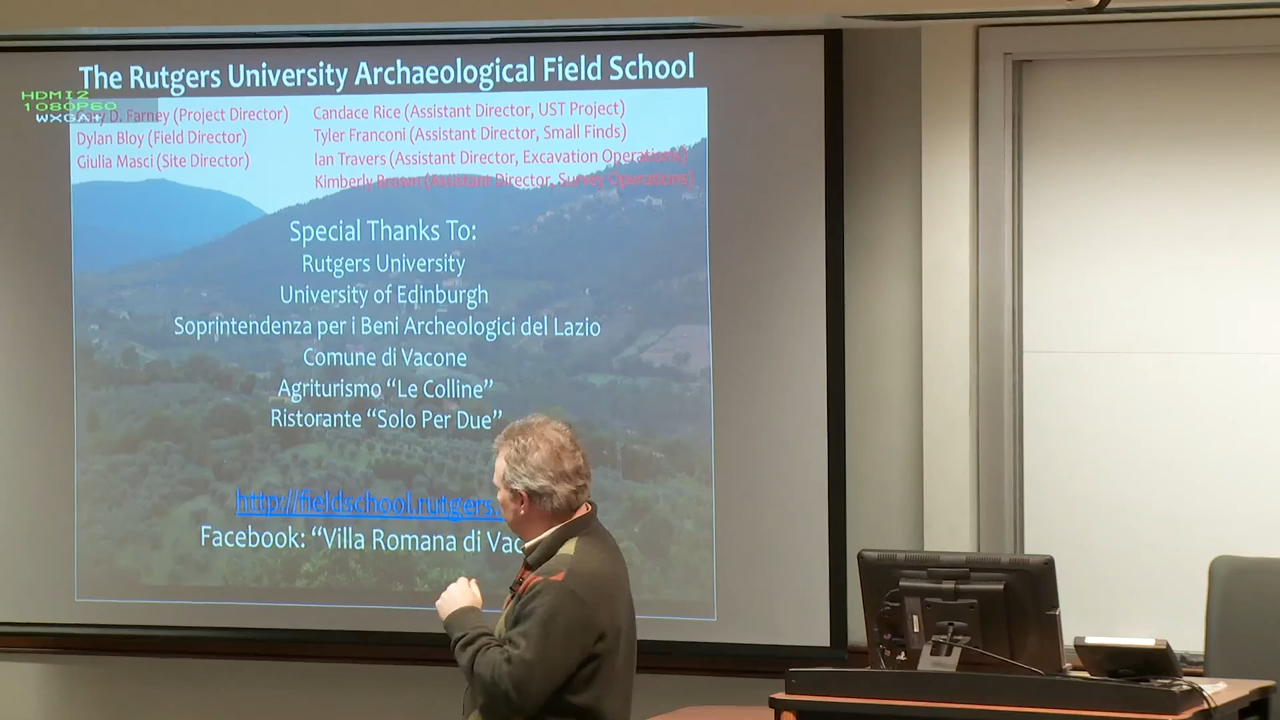 The Rutgers University Archaeological Field School
HDMI2
1080P60
WXGA+
D. Farney (Project Director)
Dylan Bloy (Field Director)
Giulia Masci (Site Director)
Candace Rice (Assistant Director, UST Project)
Tyler Franconi (Assistant Director, Small Finds)
Ian Travers (Assistant Director, Excavation Operations)
Kimberly Brown (Assistant Director, Survey Operations)
Special Thanks To:
Rutgers University
University of Edinburgh
Soprintendenza per i Beni Archeologici del Lazio
Comune di Vacone
Agriturismo “Le Colline”
Ristorante “Solo Per Due”
http://fieldschool.rutgers.
Facebook: “Villa Romana di Vac